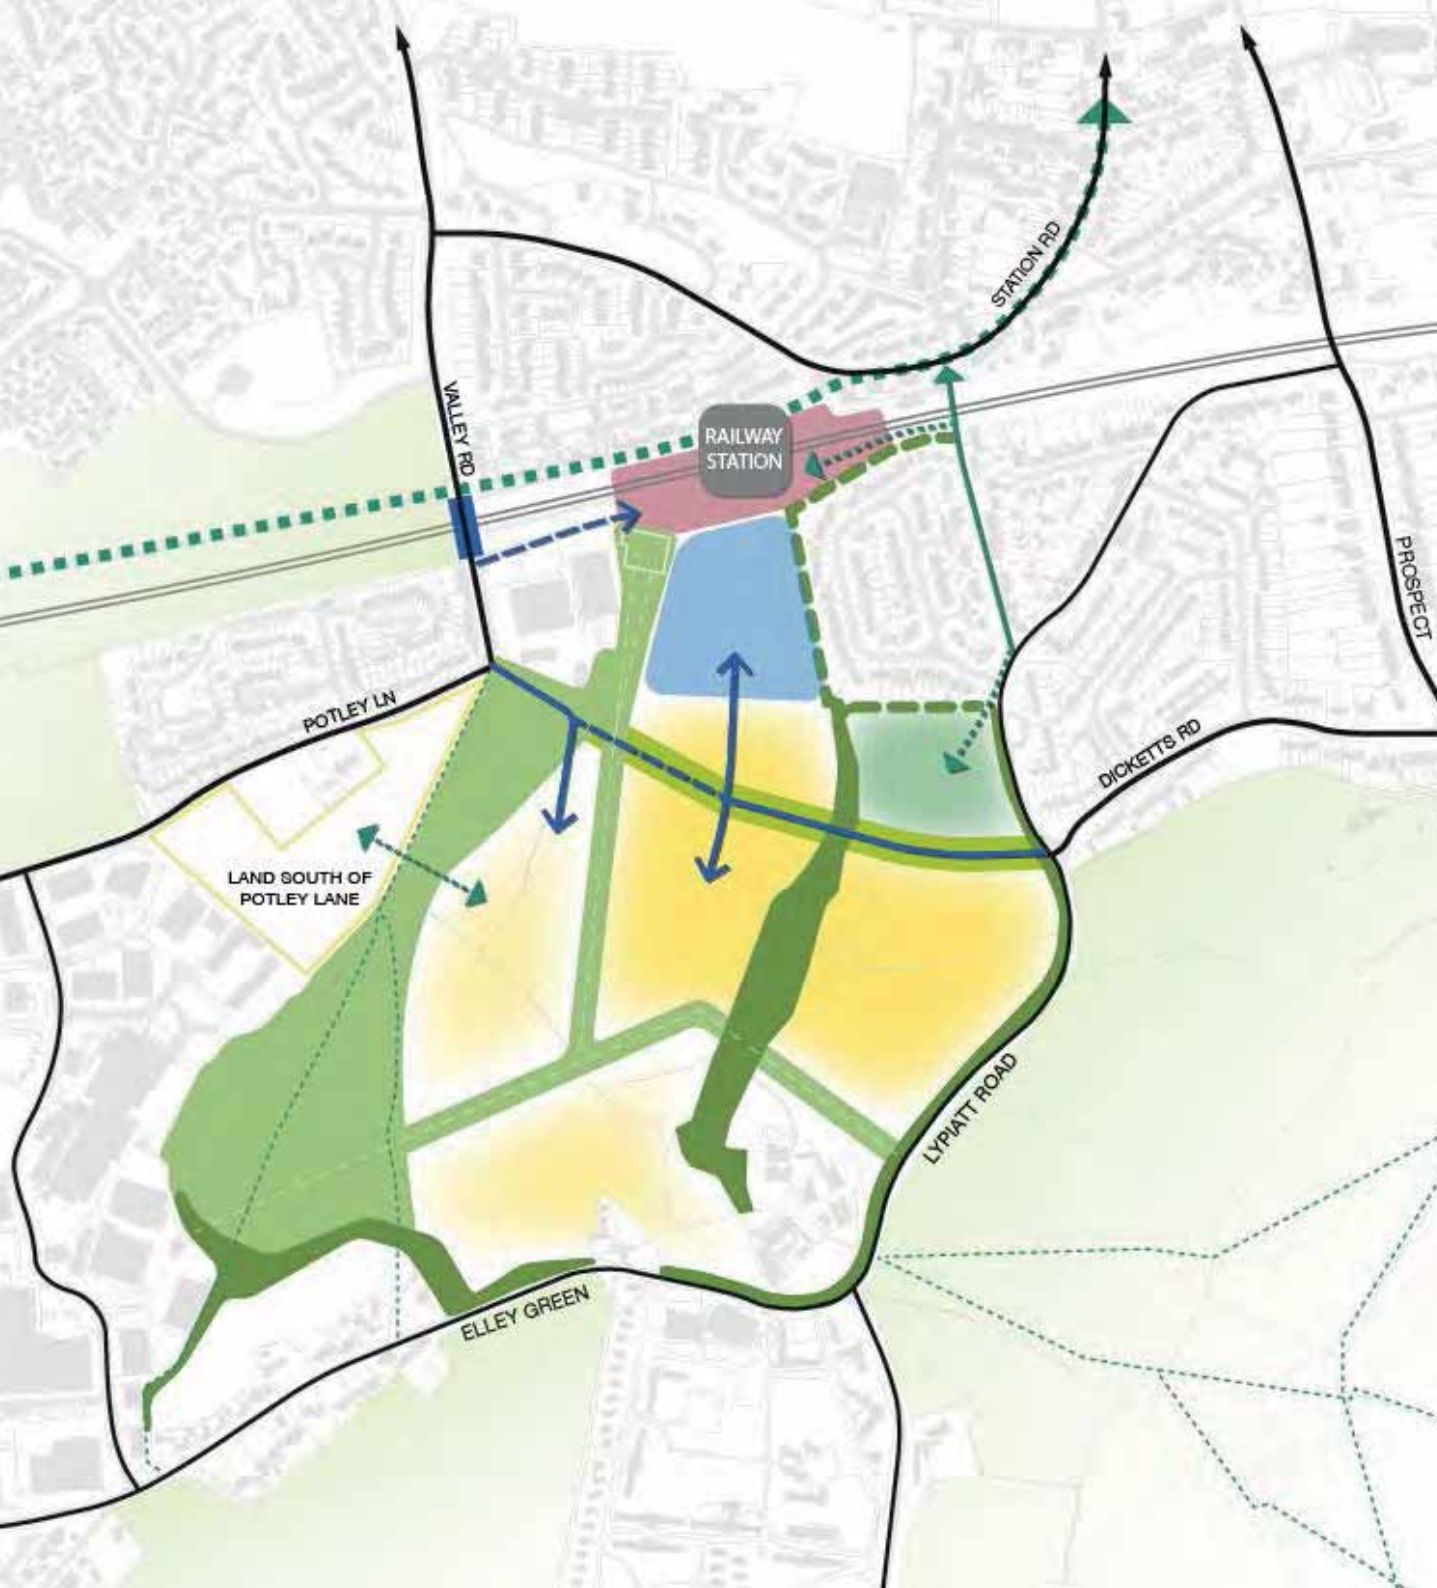 STATION RD
VALLEY RD
RAILWAY
STATION
PROSPECT
POTLEY LN
DICKETTS RD
LAND SOUTH OF
POTLEY LANE
LYPIATT ROAD
ELLEY GREEN